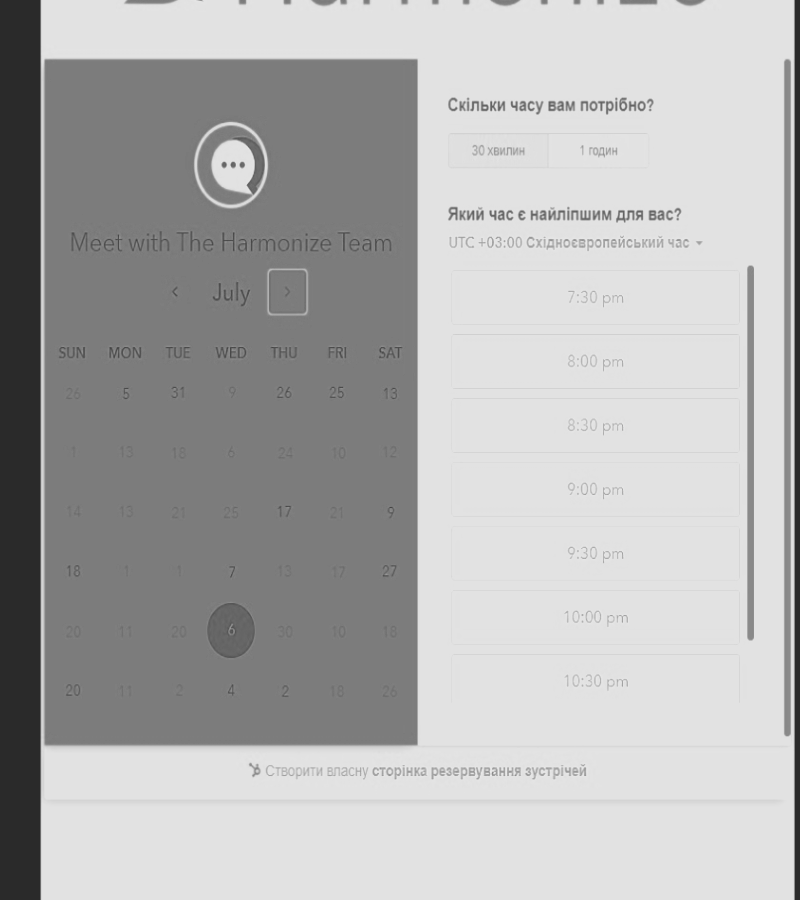 Harmonize
Meet with The Harmonize Team
July
SUN MON TUE WED THU FRI SAT
26 5 31 9 26 25 13
1 13 18 6 24 10 12
14 13 21 25 17 21 9
18 1 1 7 13 17 27
20 11 20 6 30 10 18
20 11 2 4 2 18 26
Скільки часу вам потрібно?
30 хвилин 1 годин
Який час є найліпшим для вас?
UTC +03:00 Східноєвропейський час
7:30 pm
8:00 pm
8:30 pm
9:00 pm
9:30 pm
10:00 pm
10:30 pm
Створити власну сторінка резервування зустрічей